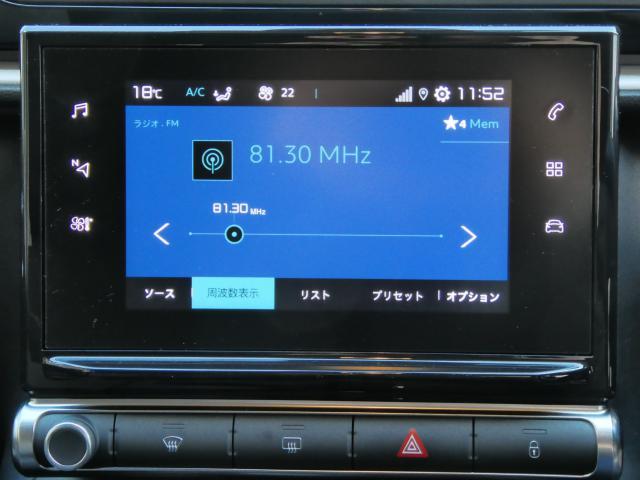 18℃ A/C 22 11:52
ラジオ . FM
4 Mem
N
81.30 MHz
81.30 MHz
ソース 周波数表示 リスト プリセット オプション